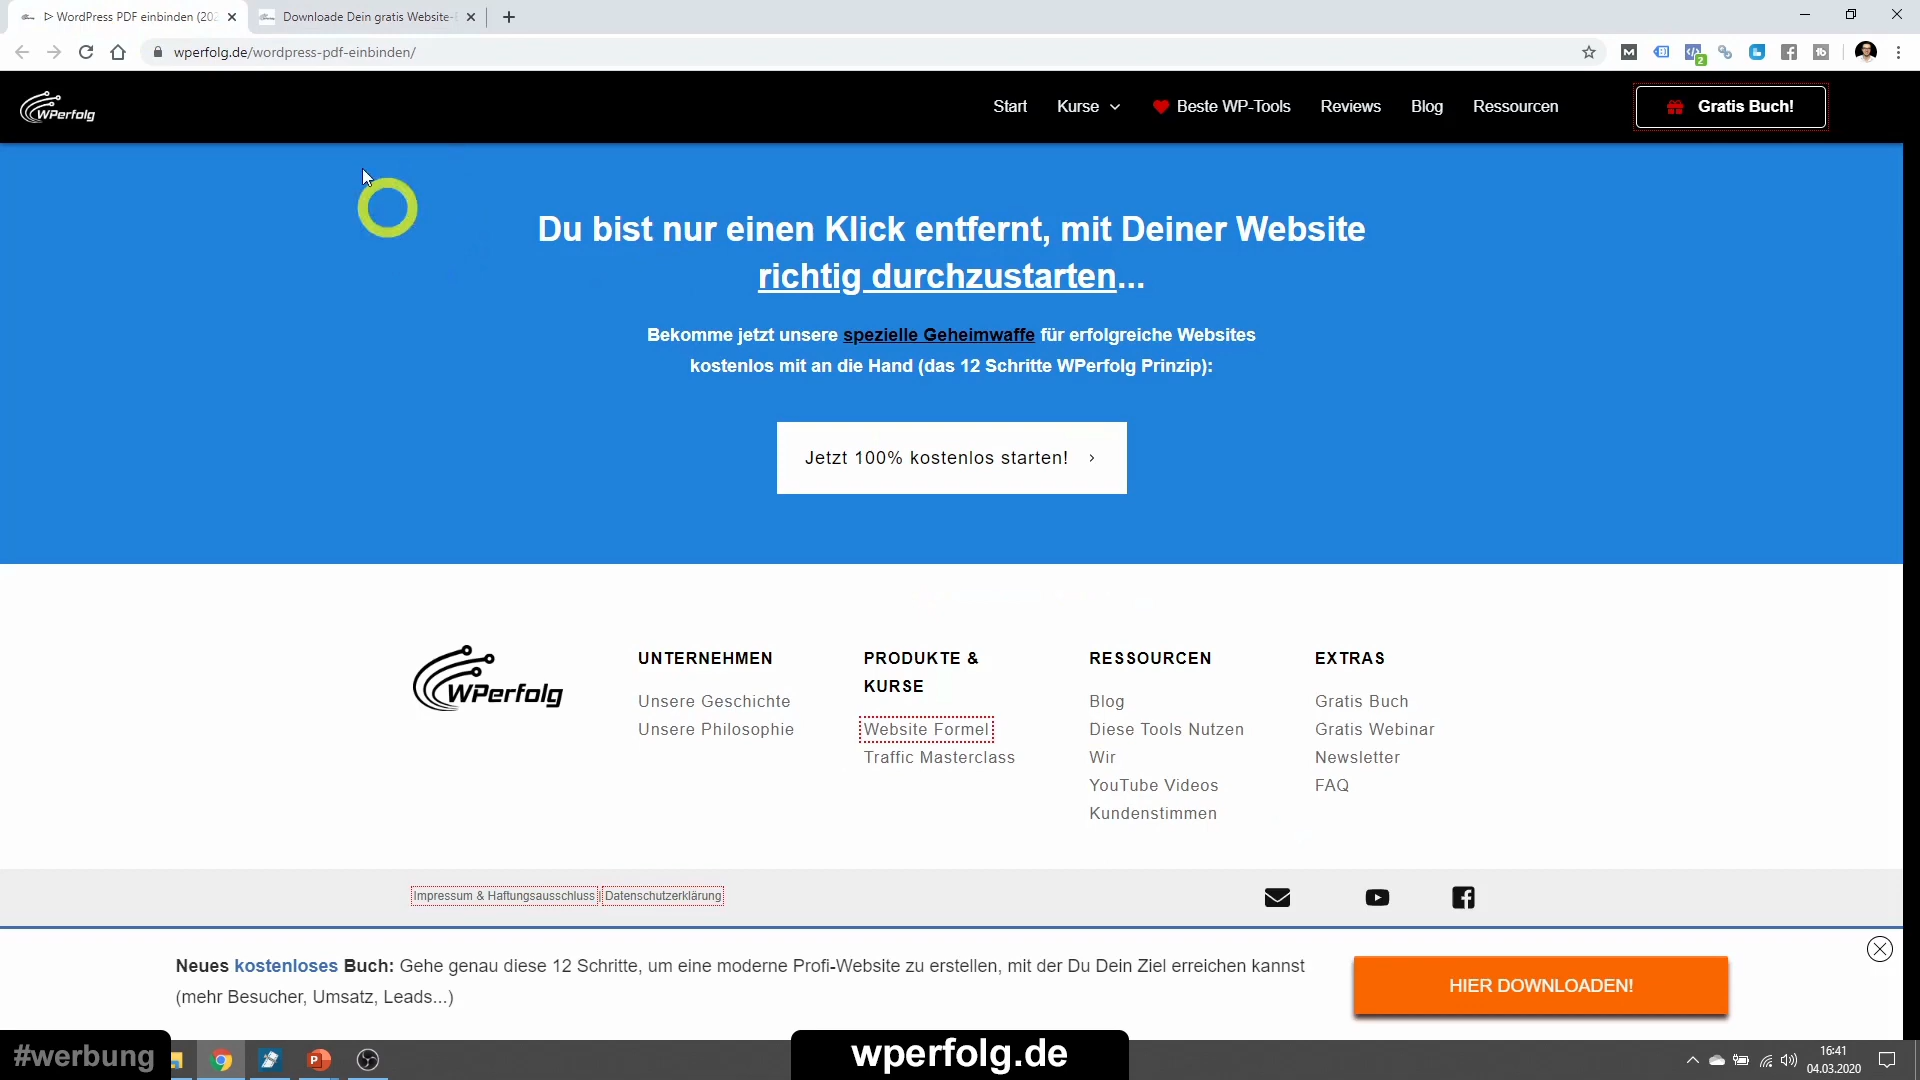 ᐅ WordPress PDF einbinden (202
Downloade Dein gratis Website-
wperfolg.de/wordpress-pdf-einbinden/
2
WPerfolg
Start
Kurse
Beste WP-Tools
Reviews
Blog
Ressourcen
Gratis Buch!
Du bist nur einen Klick entfernt, mit Deiner Website
richtig durchzustarten...
Bekomme jetzt unsere spezielle Geheimwaffe für erfolgreiche Websites
kostenlos mit an die Hand (das 12 Schritte WPerfolg Prinzip):
Jetzt 100% kostenlos starten!
WPerfolg
UNTERNEHMEN
Unsere Geschichte
Unsere Philosophie
PRODUKTE &
KURSE
Website Formel
Traffic Masterclass
RESSOURCEN
Blog
Diese Tools Nutzen
Wir
YouTube Videos
Kundenstimmen
EXTRAS
Gratis Buch
Gratis Webinar
Newsletter
FAQ
Impressum & Haftungsausschluss | Datenschutzerklärung
Neues kostenloses Buch: Gehe genau diese 12 Schritte, um eine moderne Profi-Website zu erstellen, mit der Du Dein Ziel erreichen kannst
(mehr Besucher, Umsatz, Leads...)
HIER DOWNLOADEN!
#werbung
wperfolg.de
16:41
04.03.2020